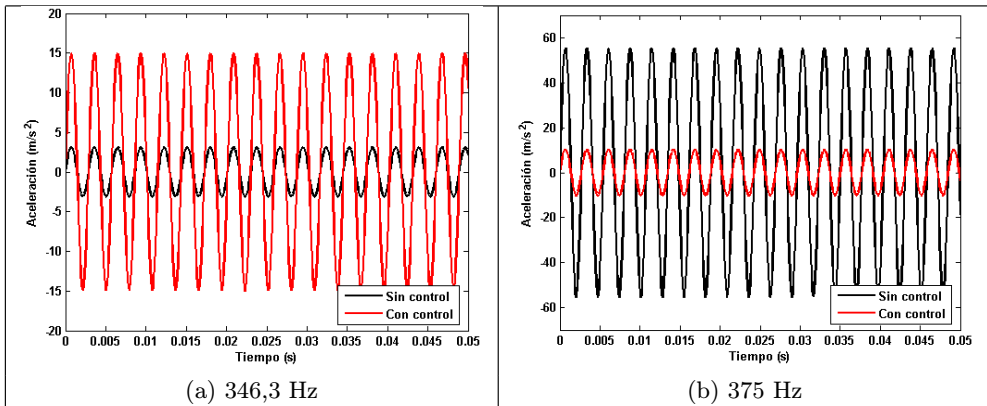 20
15
10
5
0
-5
-10
-15
-20
Aceleración (m/s²)
0 0.005 0.01 0.015 0.02 0.025 0.03 0.035 0.04 0.045 0.05
Tiempo (s)
Sin control
Con control
(a) 346,3 Hz
60
40
20
0
-20
-40
-60
Aceleración (m/s²)
0 0.005 0.01 0.015 0.02 0.025 0.03 0.035 0.04 0.045 0.05
Tiempo (s)
Sin control
Con control
(b) 375 Hz